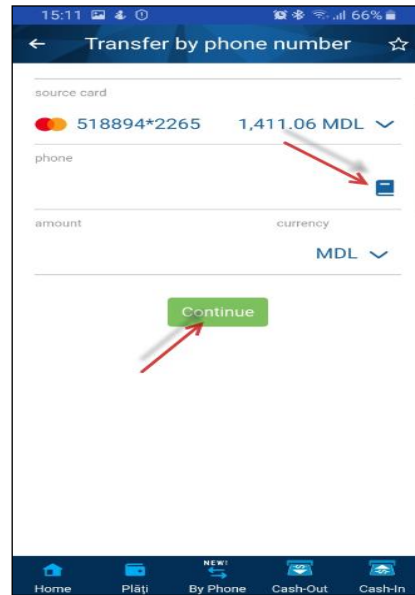 15:11 66%
Transfer by phone number
source card
518894*2265 1,411.06 MDL
phone
amount currency
MDL
Continue
NEW!
Home Plăți By Phone Cash-Out Cash-In